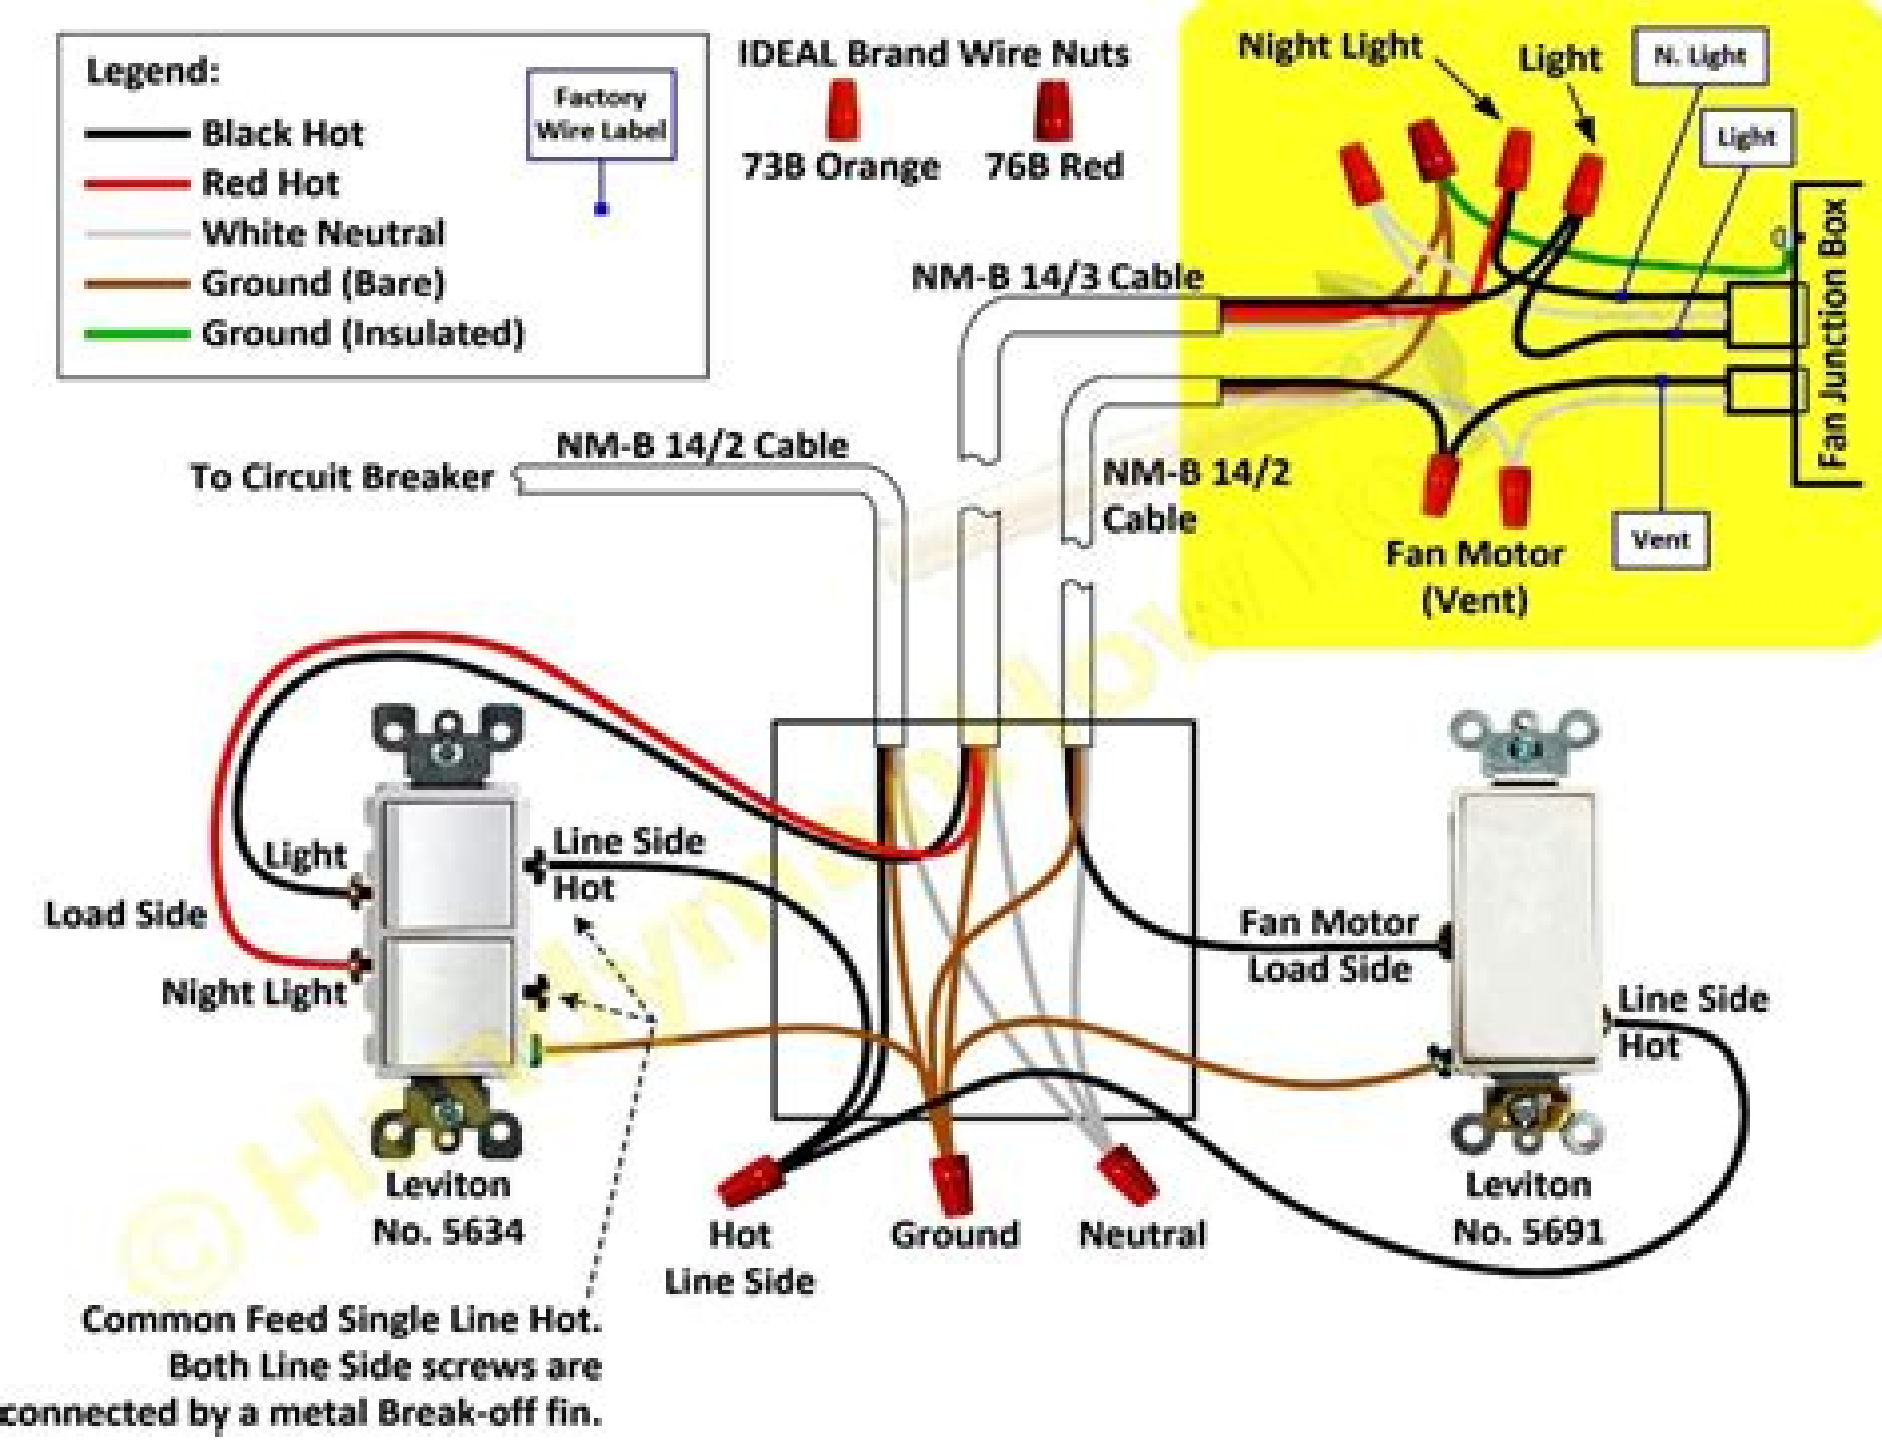 Legend:
Black Hot
Red Hot
White Neutral
Ground (Bare)
Ground (Insulated)
Factory
Wire Label
IDEAL Brand Wire Nuts
73B Orange
76B Red
Night Light
Light
N. Light
Light
Fan Junction Box
NM-B 14/3 Cable
NM-B 14/2 Cable
To Circuit Breaker
NM-B 14/2
Cable
Vent
Fan Motor
(Vent)
Light
Line Side
Hot
Load Side
Night Light
Fan Motor
Load Side
Line Side
Hot
Leviton
No. 5634
Leviton
No. 5691
Hot
Line Side
Ground
Neutral
Common Feed Single Line Hot.
Both Line Side screws are
connected by a metal Break-off fin.